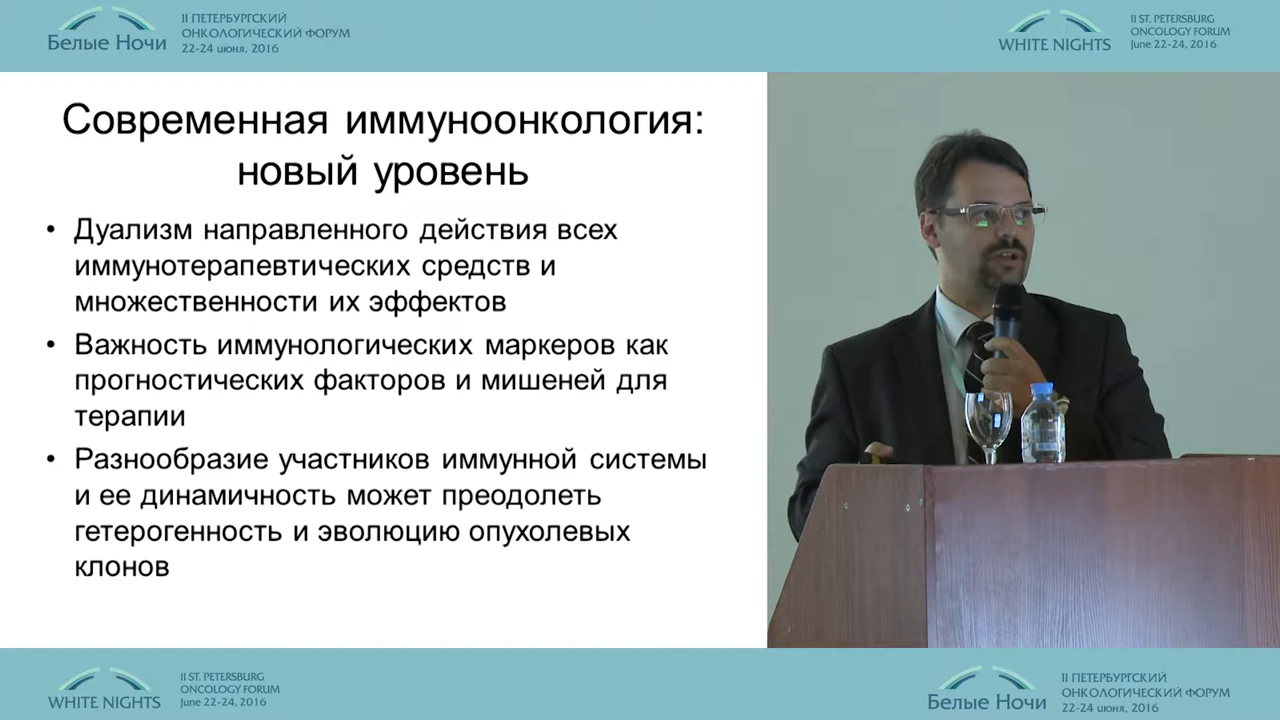 Белые Ночи
II ПЕТЕРБУРГСКИЙ
ОНКОЛОГИЧЕСКИЙ ФОРУМ
22-24 июня, 2016
WHITE NIGHTS
II ST. PETERSBURG
ONCOLOGY FORUM
June 22-24, 2016
Современная иммуноонкология:
новый уровень
• Дуализм направленного действия всех
иммунотерапевтических средств и
множественности их эффектов
• Важность иммунологических маркеров как
прогностических факторов и мишеней для
терапии
• Разнообразие участников иммунной системы
и ее динамичность может преодолеть
гетерогенность и эволюцию опухолевых
клонов
WHITE NIGHTS
II ST. PETERSBURG
ONCOLOGY FORUM
June 22-24, 2016
Белые Ночи
II ПЕТЕРБУРГСКИЙ
ОНКОЛОГИЧЕСКИЙ ФОРУМ
22-24 июня, 2016